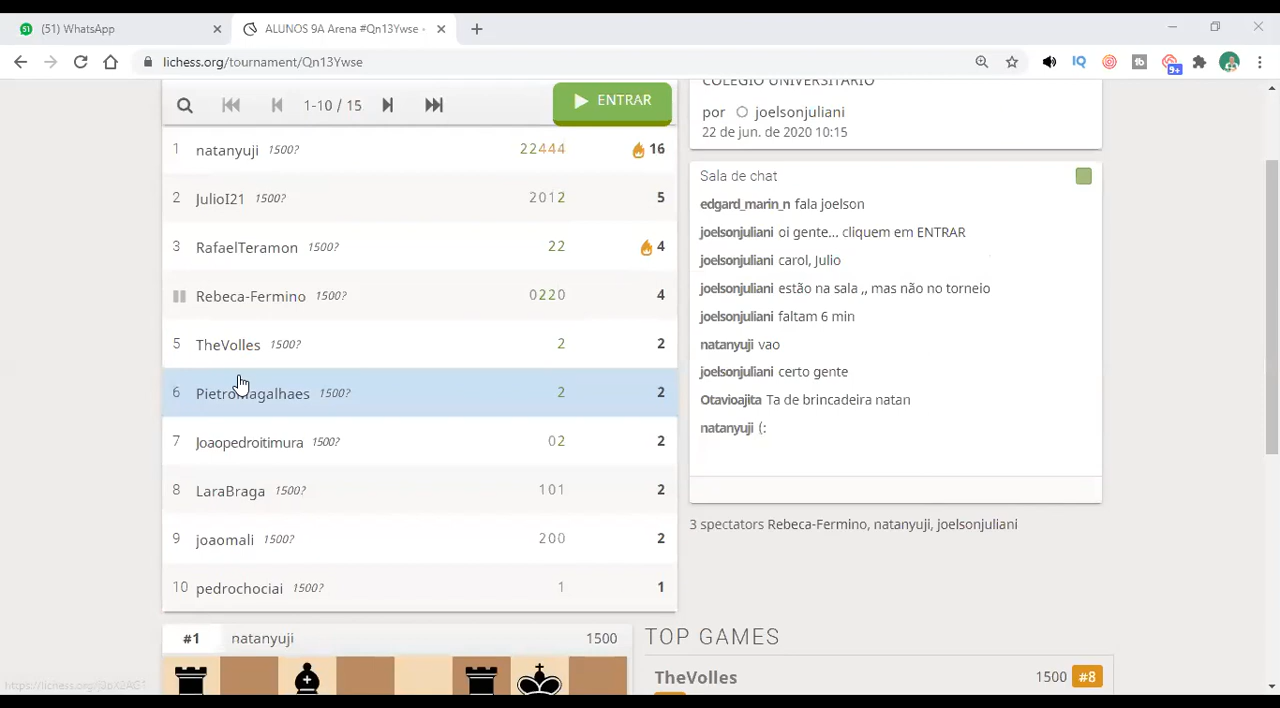 (51) WhatsApp
ALUNOS 9A Arena #Qn13Ywse -
lichess.org/tournament/Qn13Ywse
IQ
9+
1-10 / 15
ENTRAR
1 natanyuji 1500? 22444 16
2 JulioI21 1500? 2012 5
3 RafaelTeramon 1500? 22 4
Rebeca-Fermino 1500? 0220 4
5 TheVolles 1500? 2 2
6 PietroMagalhaes 1500? 2 2
7 Joaopedroitimura 1500? 02 2
8 LaraBraga 1500? 101 2
9 joaomali 1500? 200 2
10 pedrochociai 1500? 1 1
#1 natanyuji 1500
COLÉGIO UNIVERSITÁRIO
por joelsonjuliani
22 de jun. de 2020 10:15
Sala de chat
edgard_marin_n fala joelson
joelsonjuliani oi gente... cliquem em ENTRAR
joelsonjuliani carol, Julio
joelsonjuliani estão na sala ,, mas não no torneio
joelsonjuliani faltam 6 min
natanyuji vao
joelsonjuliani certo gente
Otavioajita Ta de brincadeira natan
natanyuji (:
3 spectators Rebeca-Fermino, natanyuji, joelsonjuliani
TOP GAMES
TheVolles 1500 #8